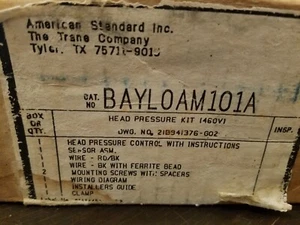 American Standard Inc.
The Trane Company
Tyler, TX 75711-9015
CAT. NO BAYLOAM101A
BOX OR QTY.
HEAD PRESSURE KIT (460V)
DWG. NO. 21B941376-G02
INSP.
1 HEAD PRESSURE CONTROL WITH INSTRUCTIONS
1 SENSOR ASM.
1 WIRE - RD/BK
1 WIRE - BK WITH FERRITE BEAD
2 MOUNTING SCREWS WITH SPACERS
1 WIRING DIAGRAM
1 INSTALLERS GUIDE
1 CLAMP